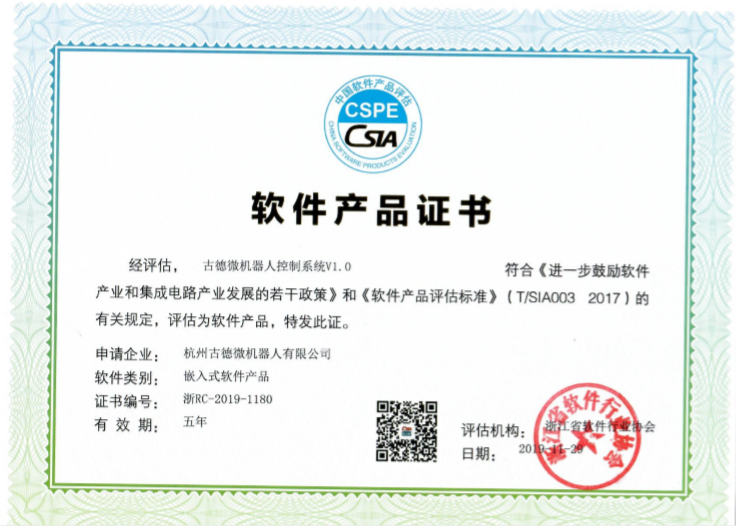 中国软件产品评估
CSPE
CSIA
CHINA SOFTWARE PRODUCTS EVALUATION
软件产品证书
经评估， 古德微机器人控制系统V1.0 符合《进一步鼓励软件
产业和集成电路产业发展的若干政策》和《软件产品评估标准》（T/SIA003 2017）的
有关规定，评估为软件产品，特发此证。
申请企业： 杭州古德微机器人有限公司
软件类别： 嵌入式软件产品
证书编号： 浙RC-2019-1180
有 效 期： 五年
评估机构： 浙江省软件行业协会
日期： 2019-11-29
浙江省软件行业协会